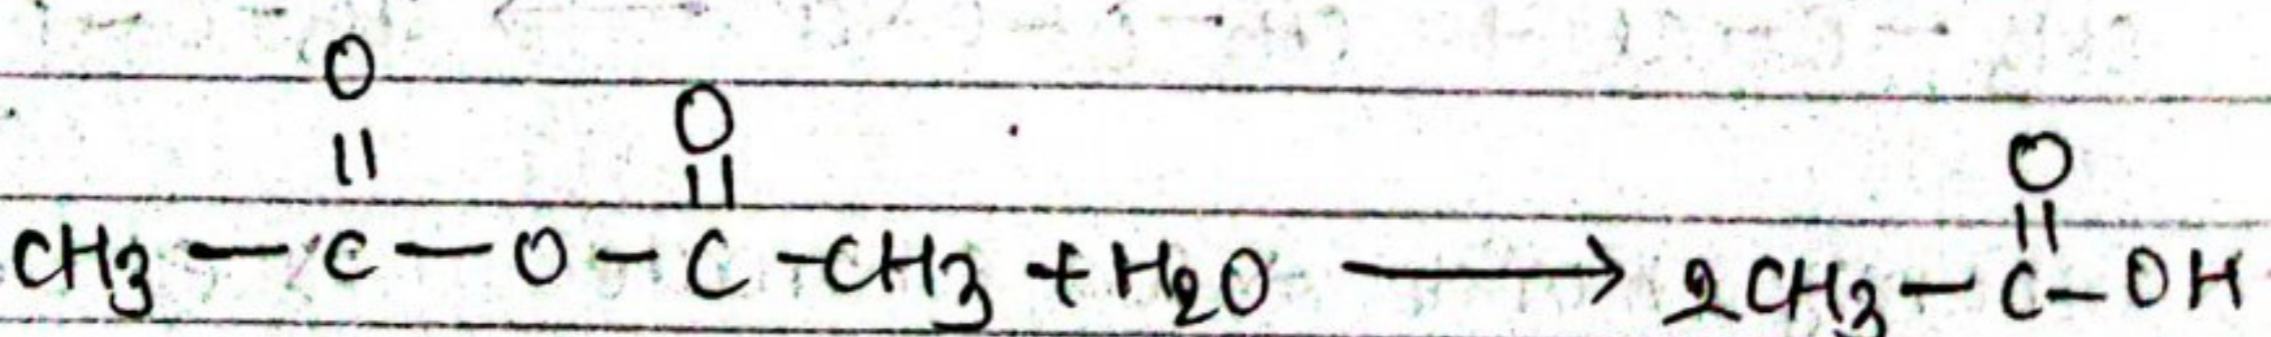 O
O
O
||
||
||
CH3 — C — O — C - CH3 + H2O ⟶ 2CH3 — C - OH